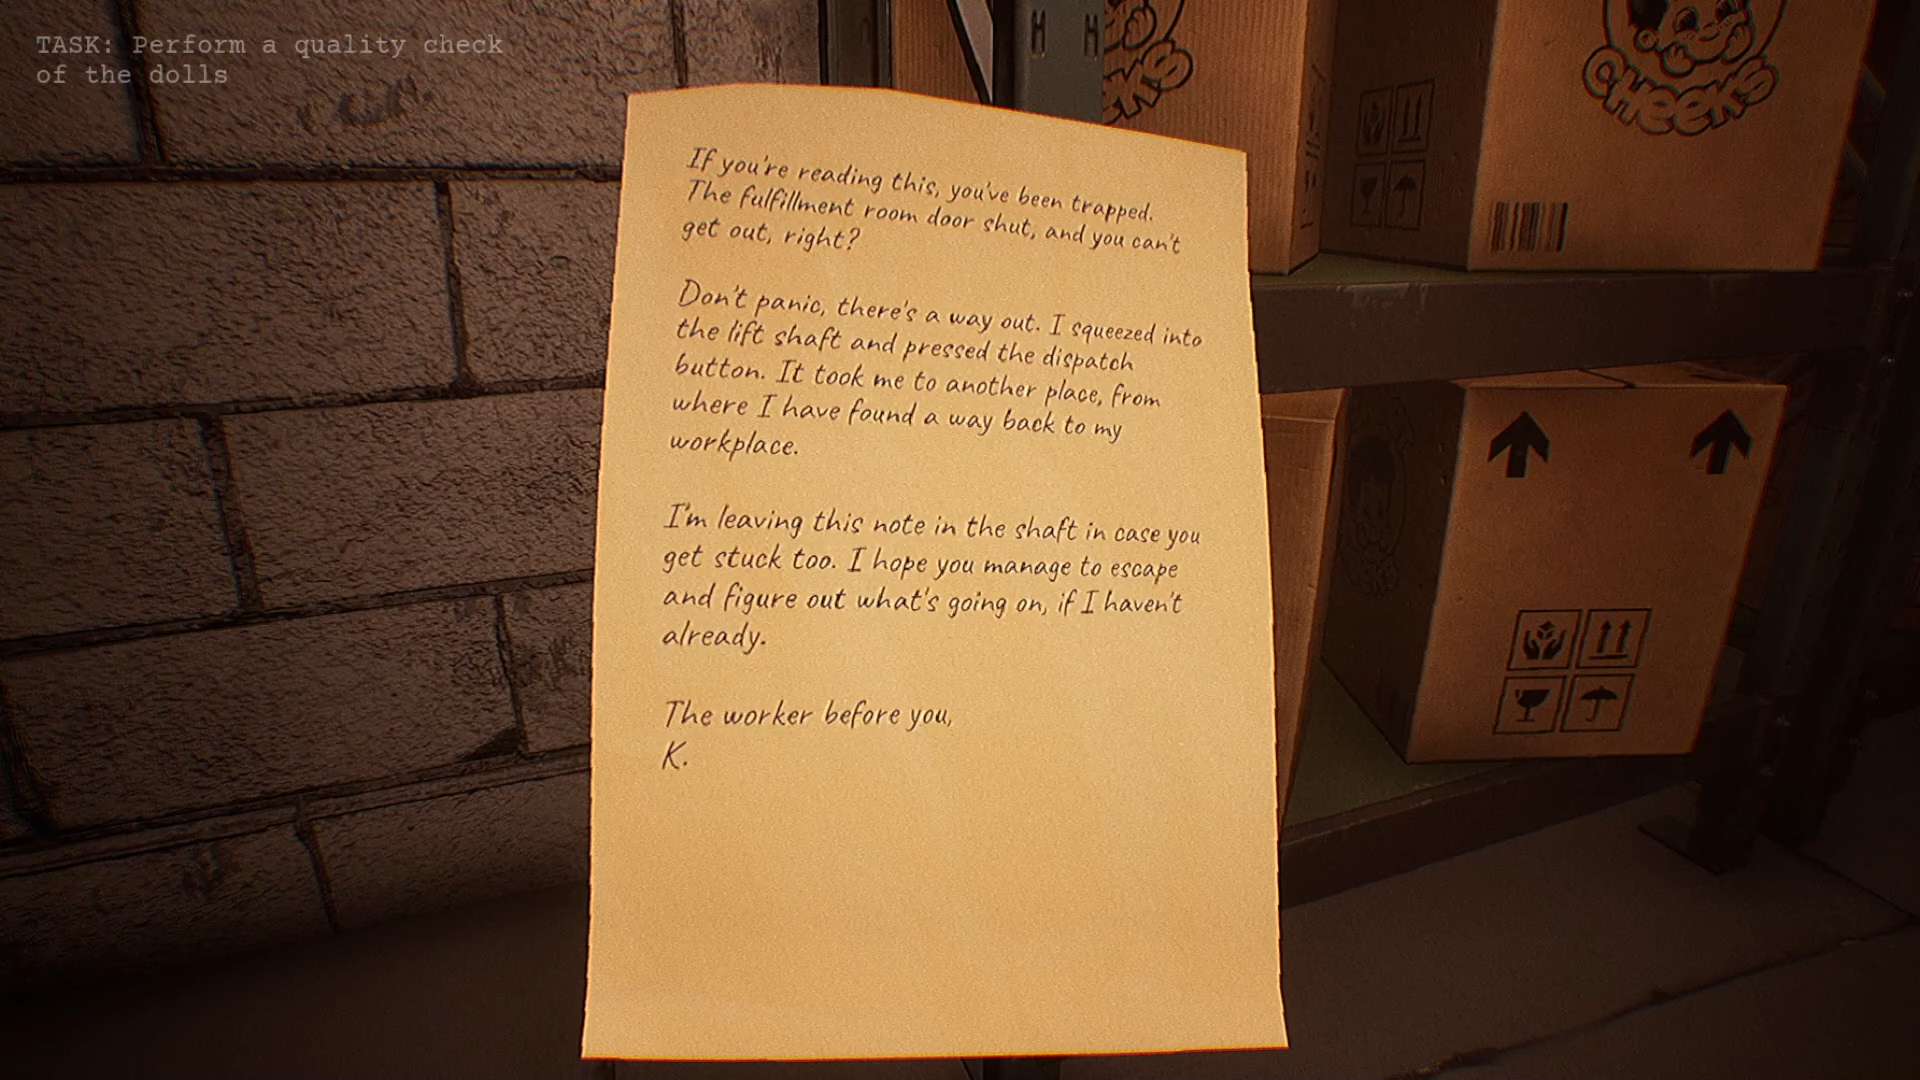 TASK: Perform a quality check
of the dolls
CHEEKS
If you're reading this, you've been trapped.
The fulfillment room door shut, and you can't
get out, right?
Don't panic, there's a way out. I squeezed into
the lift shaft and pressed the dispatch
button. It took me to another place, from
where I have found a way back to my
workplace.
I'm leaving this note in the shaft in case you
get stuck too. I hope you manage to escape
and figure out what's going on, if I haven't
already.
The worker before you,
K.